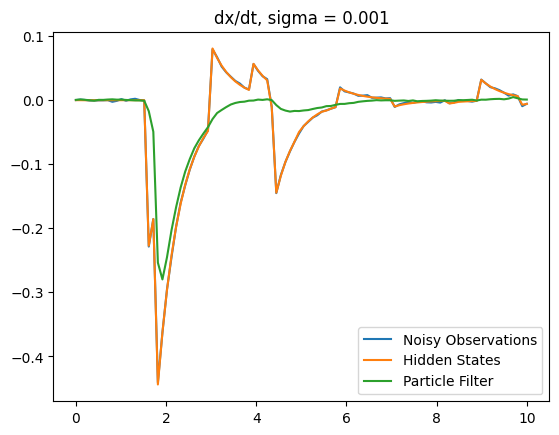 dx/dt, sigma = 0.001
0.1
0.0
−0.1
−0.2
−0.3
−0.4
0 2 4 6 8 10
Noisy Observations
Hidden States
Particle Filter